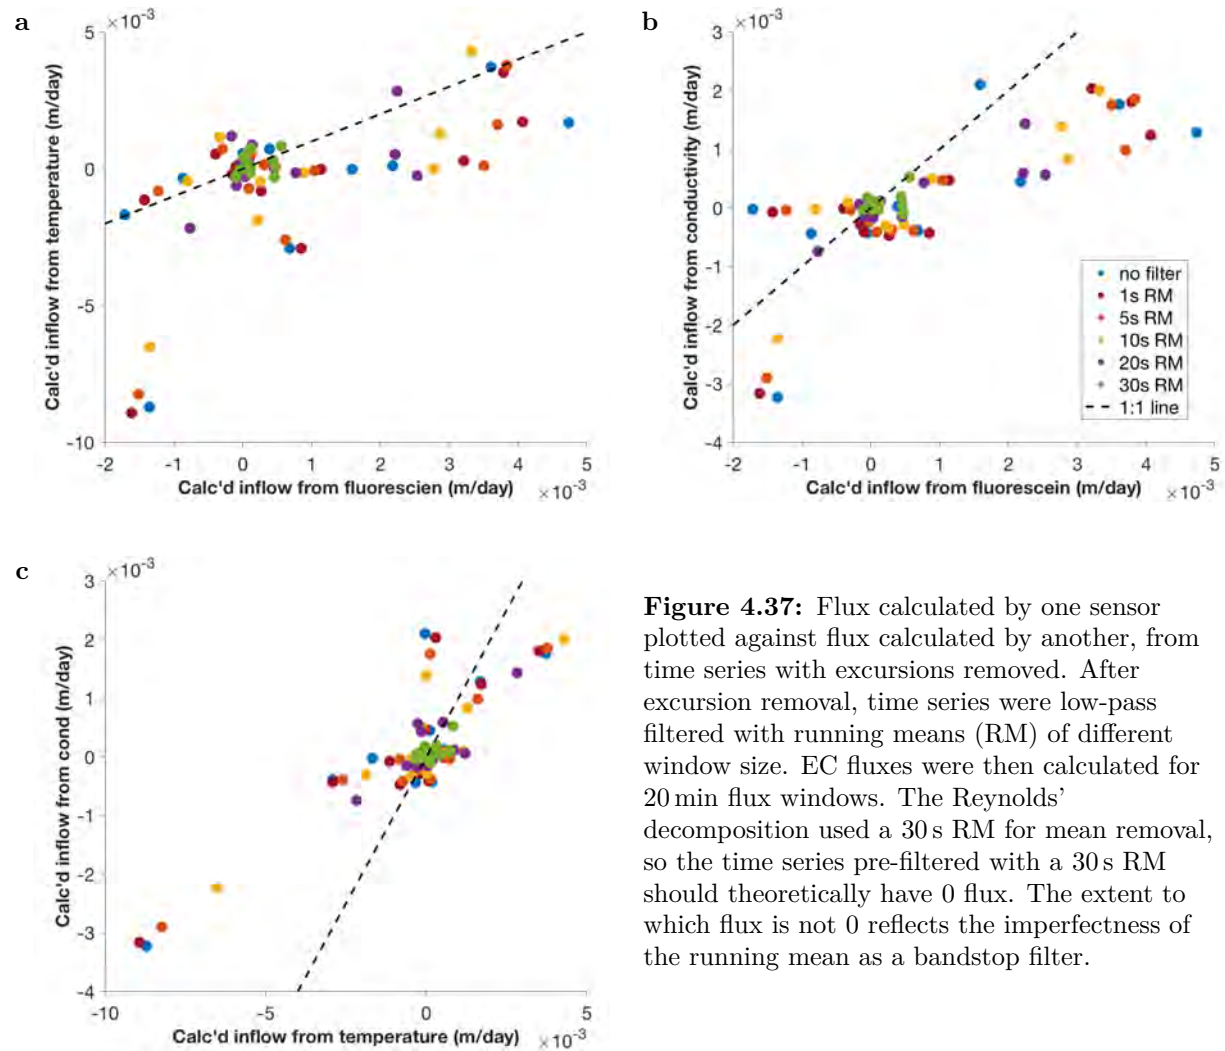 a
×10⁻³
5
0
-5
-10
Calc'd inflow from temperature (m/day)
-2 -1 0 1 2 3 4 5
Calc'd inflow from fluorescien (m/day)
×10⁻³
b
×10⁻³
3
2
1
0
-1
-2
-3
-4
Calc'd inflow from conductivity (m/day)
no filter
1s RM
5s RM
10s RM
20s RM
30s RM
1:1 line
-2 -1 0 1 2 3 4 5
Calc'd inflow from fluorescein (m/day)
×10⁻³
c
×10⁻³
3
2
1
0
-1
-2
-3
-4
Calc'd inflow from cond (m/day)
-10 -5 0 5
Calc'd inflow from temperature (m/day)
×10⁻³
Figure 4.37: Flux calculated by one sensor
plotted against flux calculated by another, from
time series with excursions removed. After
excursion removal, time series were low-pass
filtered with running means (RM) of different
window size. EC fluxes were then calculated for
20 min flux windows. The Reynolds'
decomposition used a 30 s RM for mean removal,
so the time series pre-filtered with a 30 s RM
should theoretically have 0 flux. The extent to
which flux is not 0 reflects the imperfectness of
the running mean as a bandstop filter.